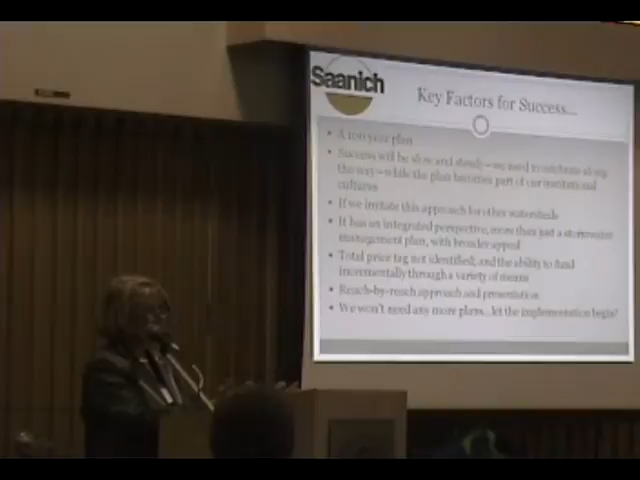 Saanich
Key Factors for Success...
A 100 year plan
Success will be slow and steady—we need to celebrate along
the way—while the plan becomes part of our mutual
cultures
If we imitate this approach for other watersheds
It has an integrated perspective, more than just a stormwater
management plan, with broader appeal
Total price tag not identified, and the ability to fund
incrementally through a variety of means
Reach-by-reach approach and presentation
We won't need any more plans...let the implementation begin!